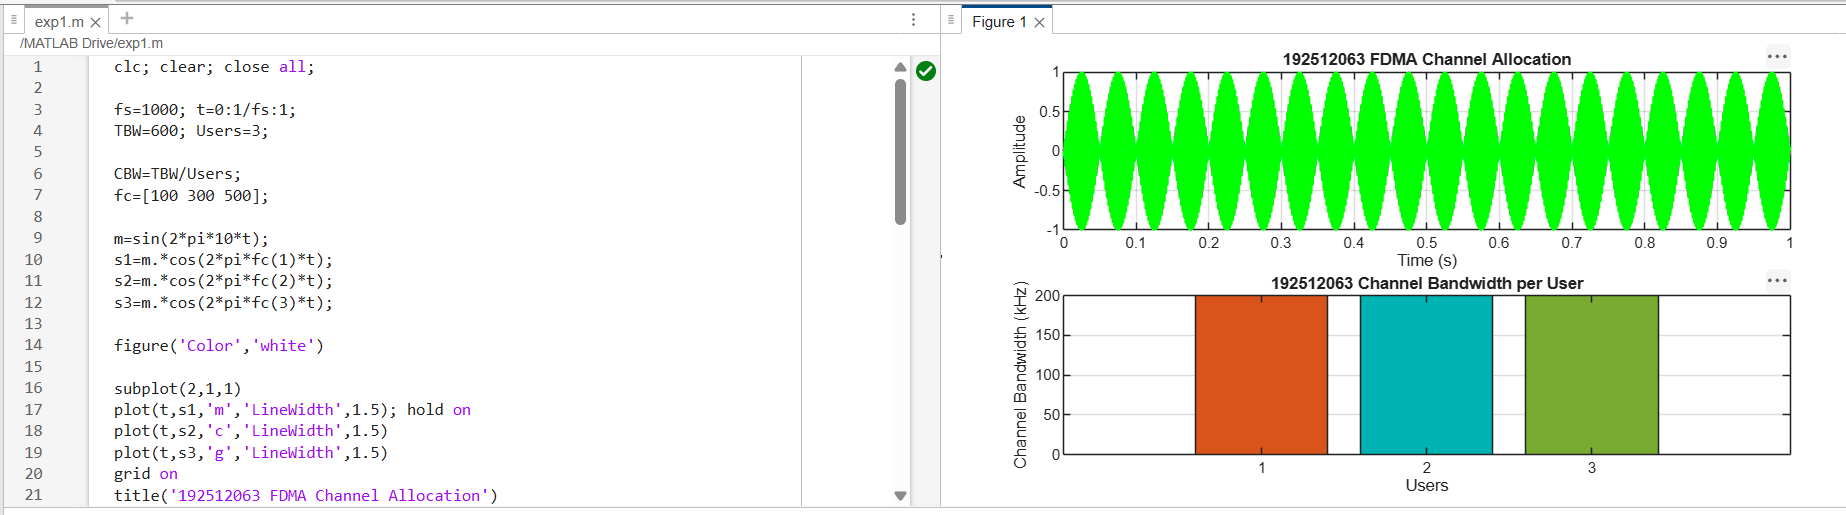 exp1.m
/MATLAB Drive/exp1.m
1 clc; clear; close all;
2
3 fs=1000; t=0:1/fs:1;
4 TBW=600; Users=3;
5
6 CBW=TBW/Users;
7 fc=[100 300 500];
8
9 m=sin(2*pi*10*t);
10 s1=m.*cos(2*pi*fc(1)*t);
11 s2=m.*cos(2*pi*fc(2)*t);
12 s3=m.*cos(2*pi*fc(3)*t);
13
14 figure('Color','white')
15
16 subplot(2,1,1)
17 plot(t,s1,'m','LineWidth',1.5); hold on
18 plot(t,s2,'c','LineWidth',1.5)
19 plot(t,s3,'g','LineWidth',1.5)
20 grid on
21 title('192512063 FDMA Channel Allocation')
Figure 1
192512063 FDMA Channel Allocation
Amplitude
1
0.5
0
-0.5
-1
0 0.1 0.2 0.3 0.4 0.5 0.6 0.7 0.8 0.9 1
Time (s)
192512063 Channel Bandwidth per User
Channel Bandwidth (kHz)
200
150
100
50
0
1 2 3
Users